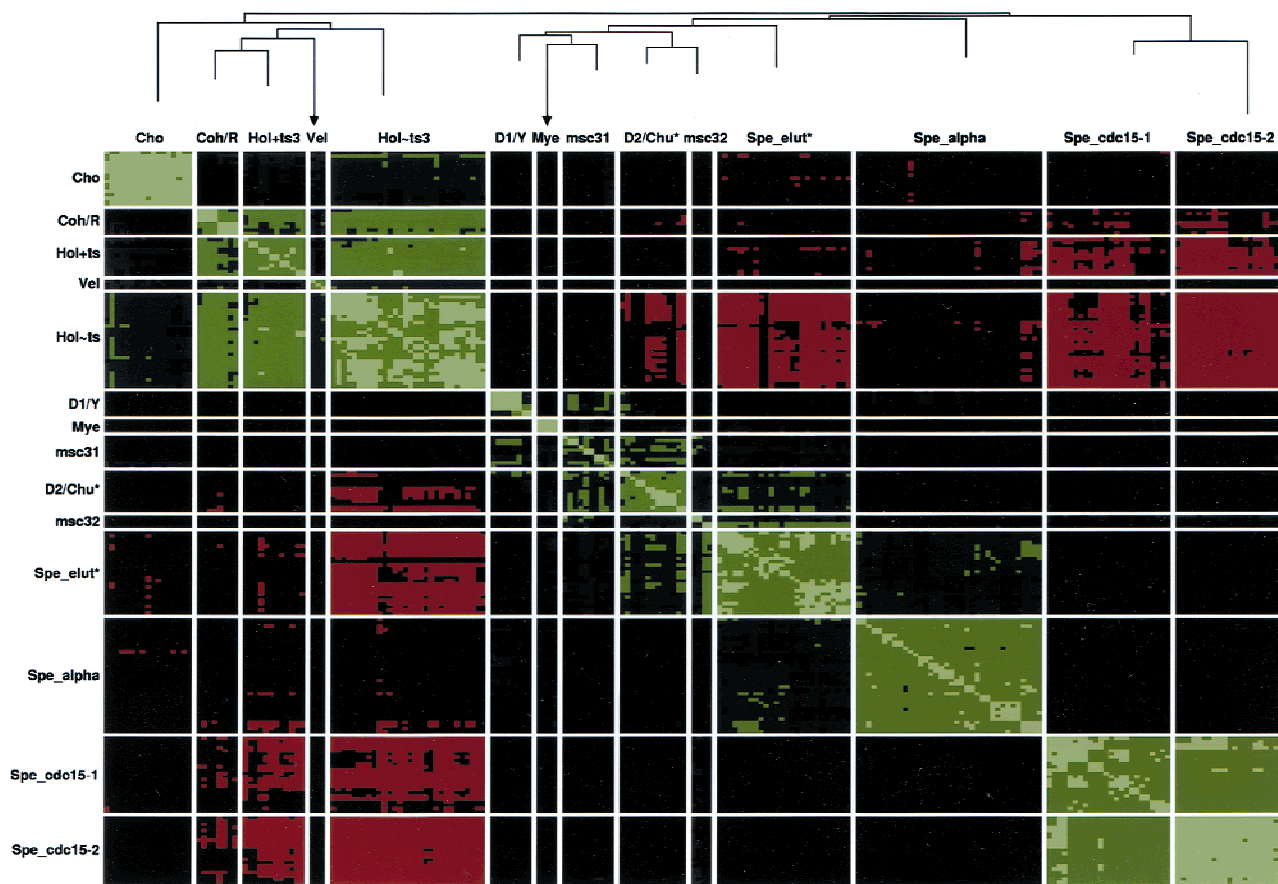 Cho Coh/R Hol+ts3 Vel Hol~ts3 D1/Y Mye msc31 D2/Chu* msc32 Spe_elut* Spe_alpha Spe_cdc15-1 Spe_cdc15-2
Cho
Coh/R
Hol+ts
Vel
Hol~ts
D1/Y
Mye
msc31
D2/Chu*
msc32
Spe_elut*
Spe_alpha
Spe_cdc15-1
Spe_cdc15-2